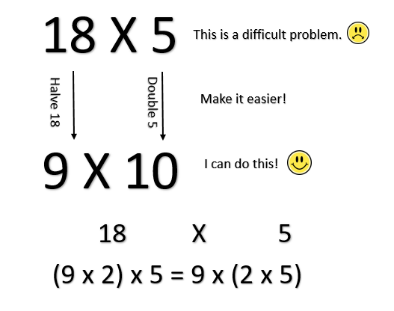 18 X 5 This is a difficult problem.
Halve 18
Double 5
Make it easier!
9 X 10 I can do this!
18 X 5
(9 x 2) x 5 = 9 x (2 x 5)